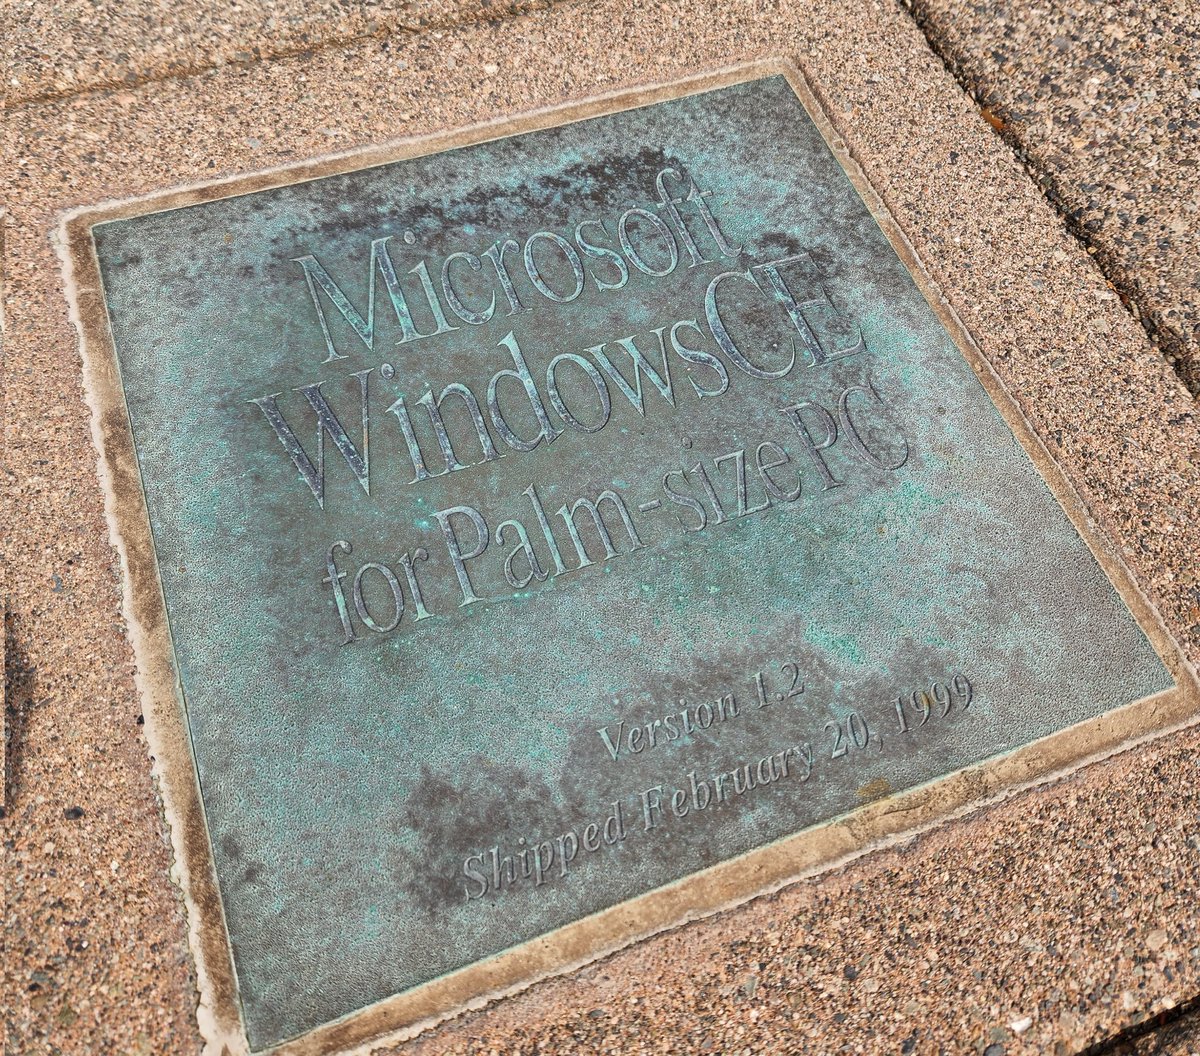 Microsoft
WindowsCE
for Palm-size PC
Version 1.2
Shipped February 20, 1999